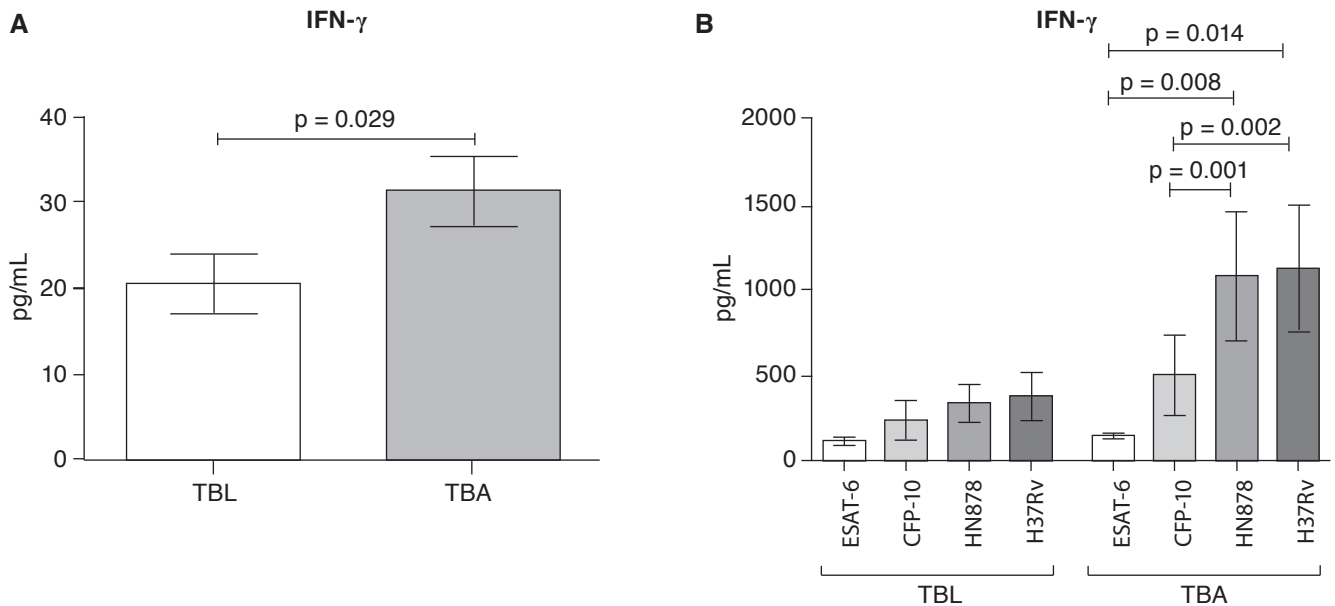 A
IFN-γ
p = 0.029
40
30
20
10
0
pg/mL
TBL
TBA
B
IFN-γ
p = 0.014
p = 0.008
p = 0.002
p = 0.001
2000
1500
1000
500
0
pg/mL
ESAT-6
CFP-10
HN878
H37Rv
ESAT-6
CFP-10
HN878
H37Rv
TBL
TBA